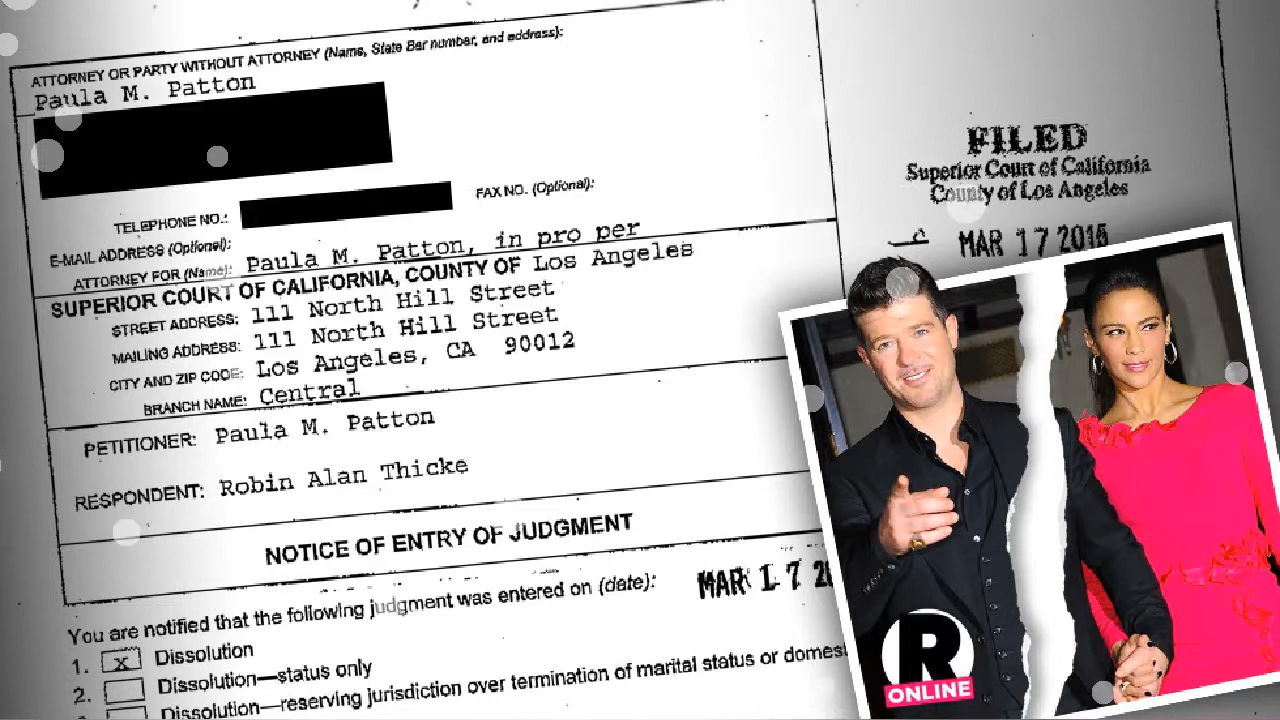 ATTORNEY OR PARTY WITHOUT ATTORNEY (Name, State Bar number, and address):
Paula M. Patton
TELEPHONE NO.:
FAX NO. (Optional):
E-MAIL ADDRESS (Optional):
ATTORNEY FOR (Name): Paula M. Patton, in pro per
SUPERIOR COURT OF CALIFORNIA, COUNTY OF Los Angeles
STREET ADDRESS: 111 North Hill Street
MAILING ADDRESS: 111 North Hill Street
CITY AND ZIP CODE: Los Angeles, CA 90012
BRANCH NAME: Central
FILED
Superior Court of California
County of Los Angeles
MAR 17 2015
PETITIONER: Paula M. Patton
RESPONDENT: Robin Alan Thicke
NOTICE OF ENTRY OF JUDGMENT
You are notified that the following judgment was entered on (date): MAR 17
1. x Dissolution
2. Dissolution—status only
Dissolution—reserving jurisdiction over termination of marital status or
R
ONLINE